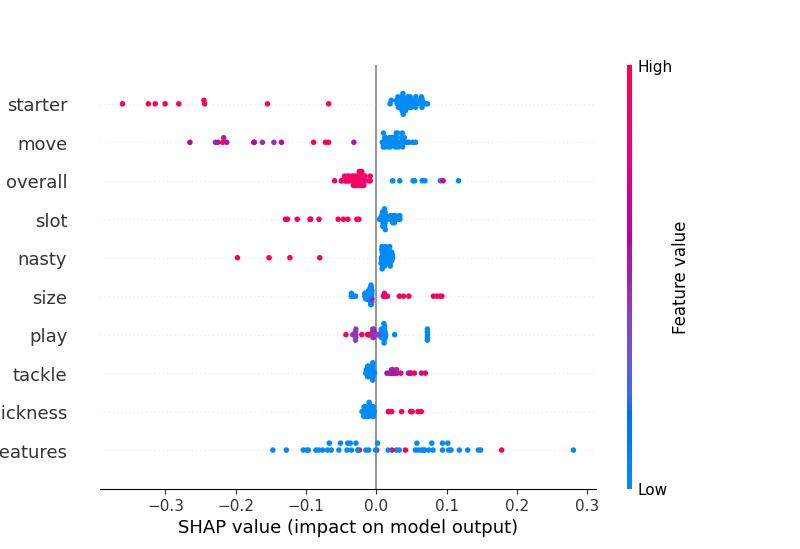 High
starter
move
overall
slot
nasty
size
play
tackle
ickness
eatures
Low
Feature value
−0.3 −0.2 −0.1 0.0 0.1 0.2 0.3
SHAP value (impact on model output)